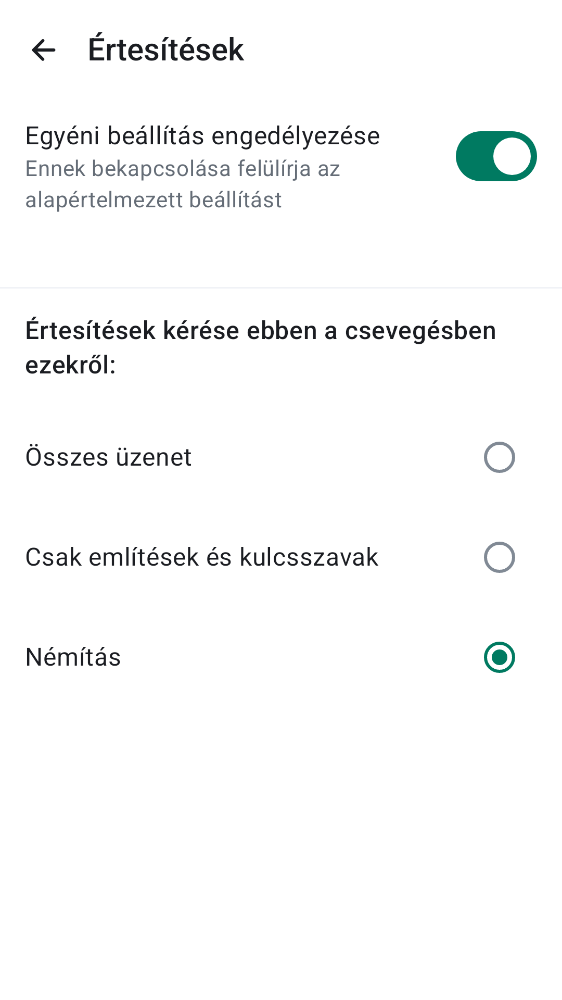 Értesítések
Egyéni beállítás engedélyezése
Ennek bekapcsolása felülírja az
alapértelmezett beállítást
Értesítések kérése ebben a csevegésben
ezekről:
Összes üzenet
Csak említések és kulcsszavak
Némítás